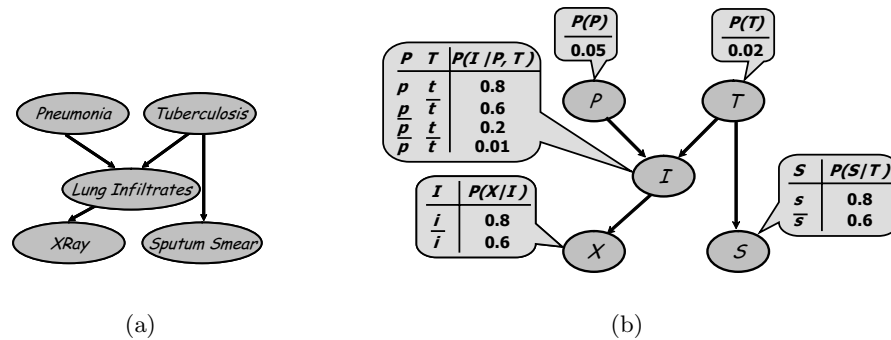 Pneumonia
Tuberculosis
Lung Infiltrates
XRay
Sputum Smear
(a)
P(P)
0.05
P(T)
0.02
P T P(I |P, T )
p t 0.8
p t̅ 0.6
p̅ t 0.2
p̅ t̅ 0.01
P
T
I
I P(X|I )
i 0.8
i̅ 0.6
S P(S|T )
s 0.8
s̅ 0.6
X
S
(b)